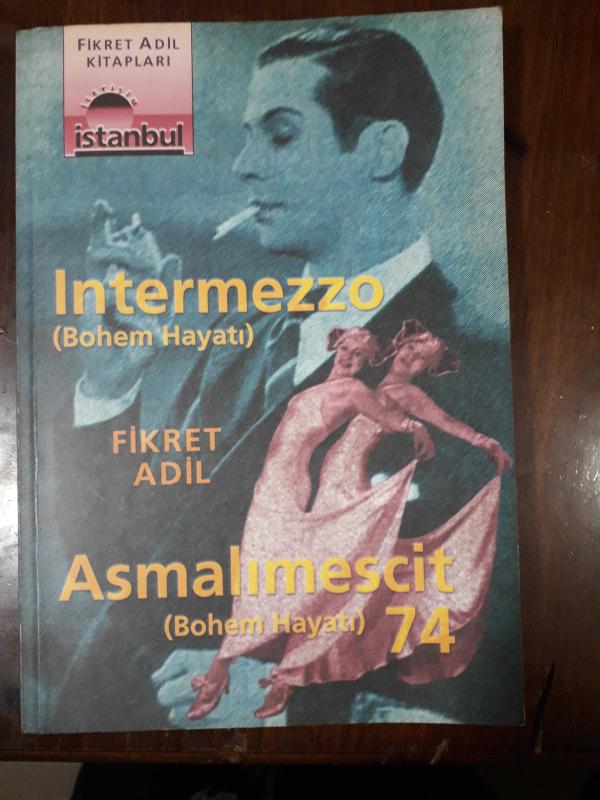 FİKRET ADİL
KİTAPLARI
İLETİŞİM
istanbul
Intermezzo
(Bohem Hayatı)
FİKRET
ADİL
Asmalımescit
(Bohem Hayatı) 74